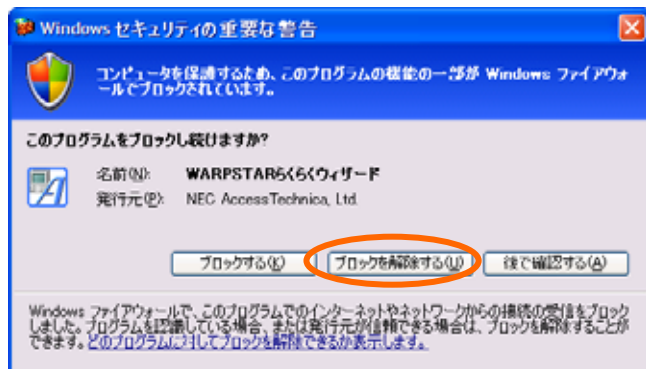 Windows セキュリティの重要な警告
コンピュータを保護するため、このプログラムの機能の一部が Windows ファイアウォ
ールでブロックされています。
このプログラムをブロックし続けますか?
名前(N): WARPSTARらくらくウィザード
発行元(P): NEC AccessTechnica, Ltd.
ブロックする(K) ブロックを解除する(U) 後で確認する(A)
Windows ファイアウォールで、このプログラムでのインターネットやネットワークからの接続の受信をブロック
しました。プログラムを認識している場合、または発行元が信頼できる場合は、ブロックを解除することが
できます。どのプログラムに対してブロックを解除できるか表示します。